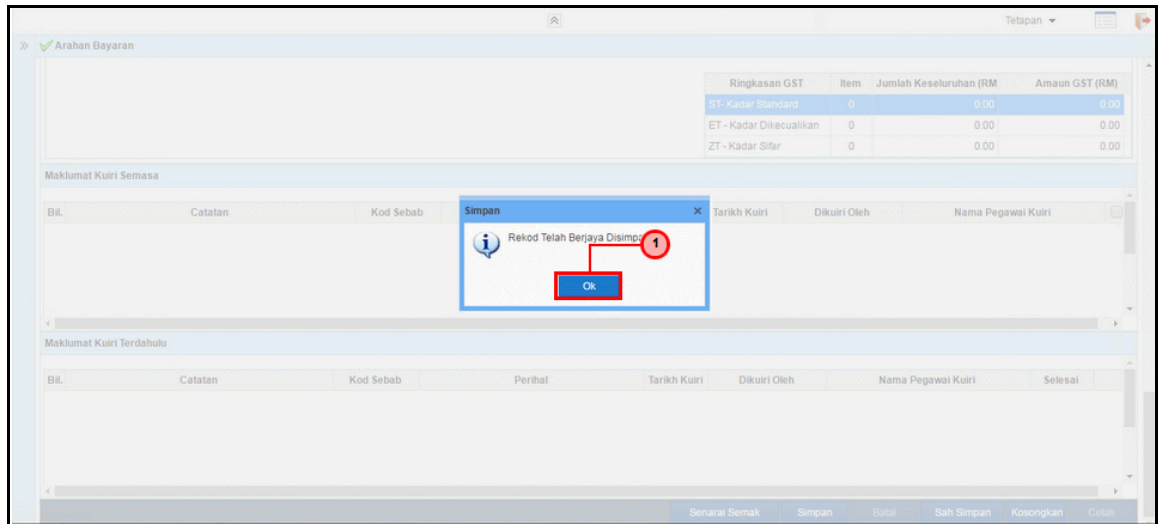 Tetapan
Arahan Bayaran
Ringkasan GST Item Jumlah Keseluruhan (RM Amaun GST (RM)
ST- Kadar Standard 0 0.00 0.00
ET - Kadar Dikecualikan 0 0.00 0.00
ZT - Kadar Sifar 0 0.00 0.00
Maklumat Kuiri Semasa
Bil. Catatan Kod Sebab Tarikh Kuiri Dikuiri Oleh Nama Pegawai Kuiri
Simpan
Rekod Telah Berjaya Disimpa
1
Ok
Maklumat Kuiri Terdahulu
Bil. Catatan Kod Sebab Perihal Tarikh Kuiri Dikuiri Oleh Nama Pegawai Kuiri Selesai
Senarai Semak Simpan Batal Sah Simpan Kosongkan Cetak